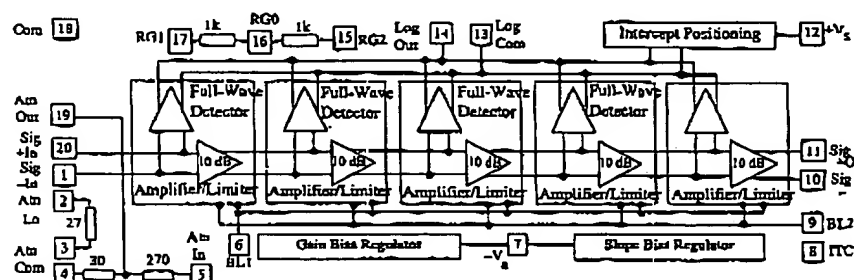 Com 18
RG1 17 1k RG0 16 1k 15 RG2
Log Out 14 13 Log Com
Intercept Positioning 12 +Vs
Full-Wave Detector
Full-Wave Detector
Full-Wave Detector
Full-Wave Detector
Atn Out 19
Sig +In 20
Sig -In 1
10 dB
10 dB
10 dB
10 dB
10 dB
11 Sig
10 Sig
Amplifier/Limiter
Amplifier/Limiter
Amplifier/Limiter
Amplifier/Limiter
Amplifier/Limiter
Atn Lo 2
27
Atn Com 3
4 30 270 5 Atn In
6 BL1
Gain Bias Regulator
7
Slope Bias Regulator
9 BL2
8 ITC